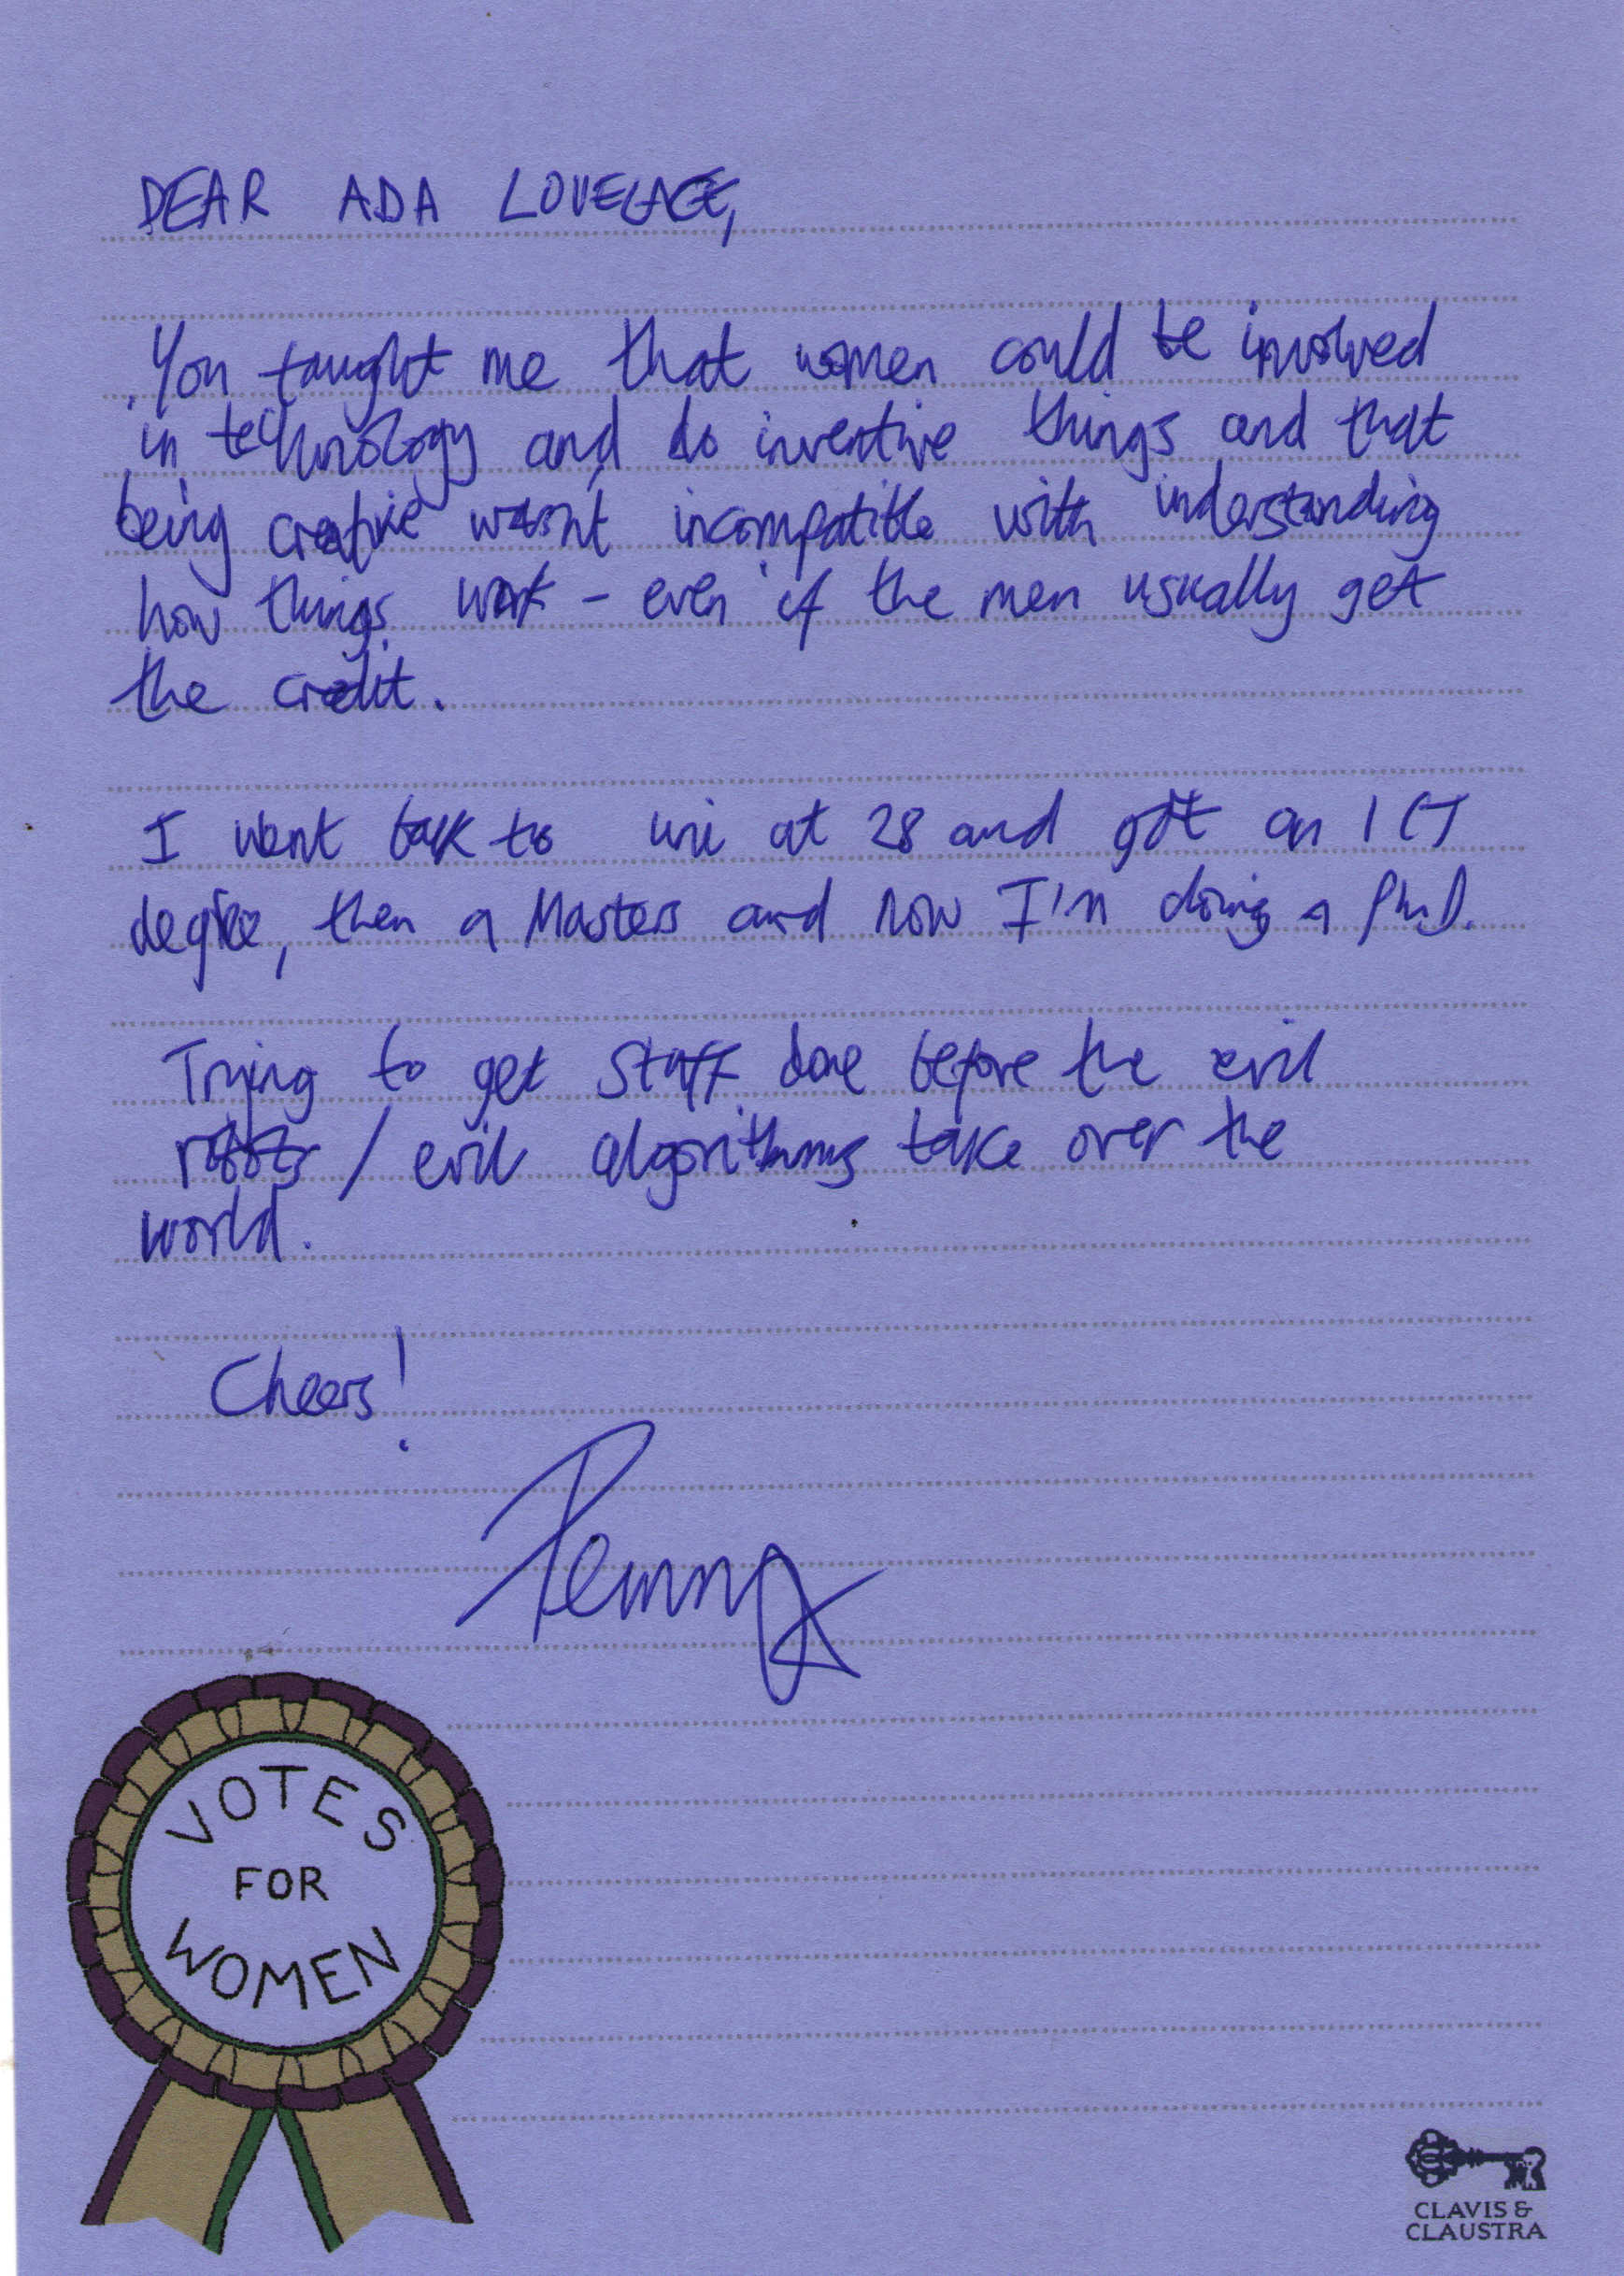 DEAR ADA LOVELACE,
You taught me that women could be involved
in technology and do inventive things and that
being creative wasn't incompatible with understanding
how things work - even if the men usually get
the credit.
I went back to uni at 28 and got an ICT
degree, then a Masters and now I'm doing a PhD.
Trying to get stuff done before the evil
robots / evil algorithms take over the
world.
Cheers!
Penny
VOTES
FOR
WOMEN
CLAVIS &
CLAUSTRA